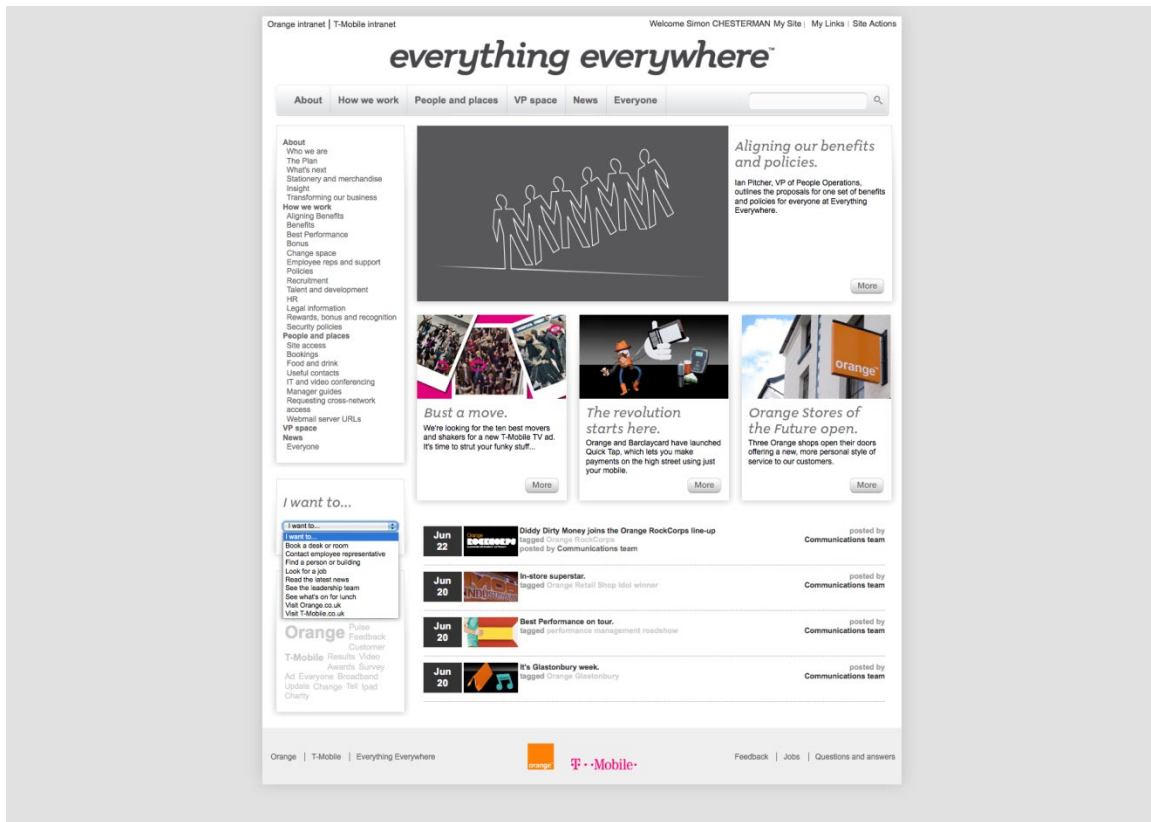 Orange intranet | T-Mobile intranet
Welcome Simon CHESTERMAN My Site | My Links | Site Actions
everything everywhere™
About How we work People and places VP space News Everyone
About
Who we are
The Plan
What's next
Stationery and merchandise
Insight
Transforming our business
How we work
Aligning Benefits
Benefits
Best Performance
Bonus
Change space
Employee reps and support
Policies
Recruitment
Talent and development
HR
Legal information
Rewards, bonus and recognition
Security policies
People and places
Site access
Bookings
Food and drink
Useful contacts
IT and video conferencing
Manager guides
Requesting cross-network
access
Webmail server URLs
VP space
News
Everyone
Aligning our benefits
and policies.
Ian Pitcher, VP of People Operations,
outlines the proposals for one set of benefits
and policies for everyone at Everything
Everywhere.
More
Bust a move.
We're looking for the ten best movers
and shakers for a new T-Mobile TV ad.
It's time to strut your funky stuff...
More
The revolution
starts here.
Orange and Barclaycard have launched
Quick Tap, which lets you make
payments on the high street using just
your mobile.
More
orange™
Orange Stores of
the Future open.
Three Orange shops open their doors
offering a new, more personal style of
service to our customers.
More
I want to...
I want to...
I want to...
Book a desk or room
Contact employee representative
Find a person or building
Look for a job
Read the latest news
See the leadership team
See what's on for lunch
Visit Orange.co.uk
Visit T-Mobile.co.uk
Orange Pulse
Feedback
Customer
T-Mobile Results Video
Awards Survey
Ad Everyone Broadband
Update Change Tell Ipad
Charity
Jun
22
Orange
ROCKCORPS
Diddy Dirty Money joins the Orange RockCorps line-up
tagged Orange RockCorps
posted by Communications team
posted by
Communications team
Jun
20
In-store superstar.
tagged Orange Retail Shop Idol winner
posted by
Communications team
Jun
20
Best Performance on tour.
tagged performance management roadshow
posted by
Communications team
Jun
20
It's Glastonbury week.
tagged Orange Glastonbury
posted by
Communications team
Orange | T-Mobile | Everything Everywhere
orange™
T··Mobile·
Feedback | Jobs | Questions and answers